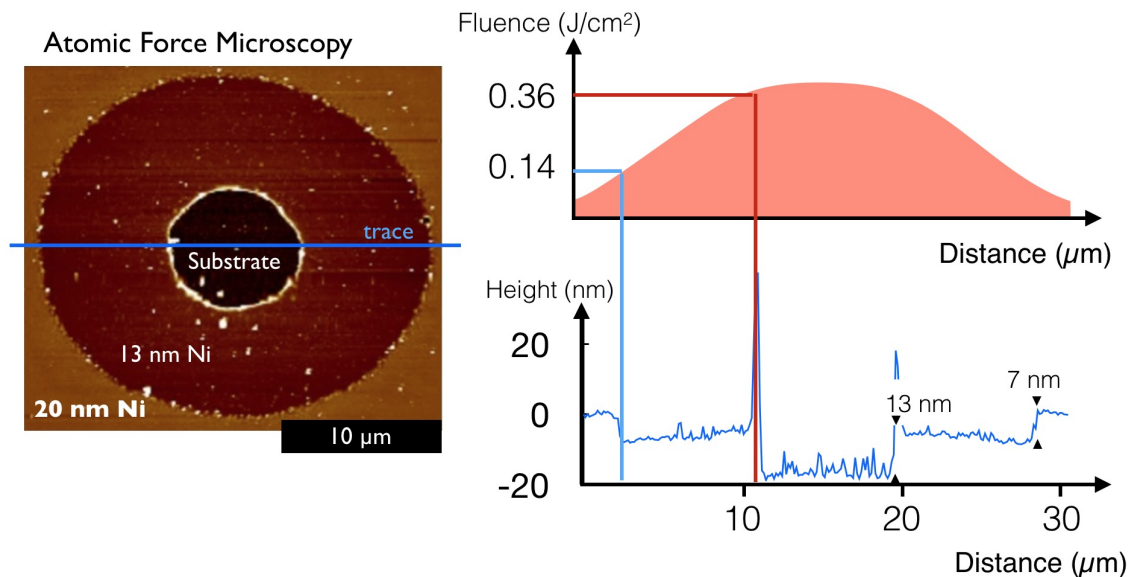 Atomic Force Microscopy
trace
Substrate
13 nm Ni
20 nm Ni
10 µm
Fluence (J/cm²)
0.36
0.14
Distance (µm)
Height (nm)
20
0
-20
13 nm
7 nm
10
20
30
Distance (µm)